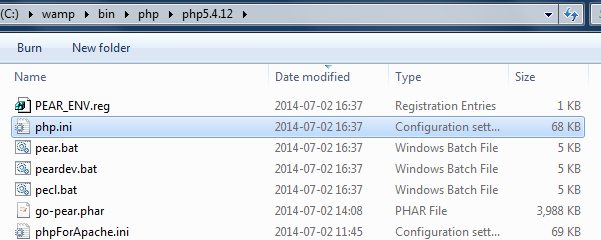 (C:) wamp bin php php5.4.12
Burn New folder
Name Date modified Type Size
PEAR_ENV.reg 2014-07-02 16:37 Registration Entries 1 KB
php.ini 2014-07-02 16:37 Configuration sett... 68 KB
pear.bat 2014-07-02 16:37 Windows Batch File 5 KB
peardev.bat 2014-07-02 16:37 Windows Batch File 5 KB
pecl.bat 2014-07-02 16:37 Windows Batch File 5 KB
go-pear.phar 2014-07-02 14:08 PHAR File 3,988 KB
phpForApache.ini 2014-07-02 11:45 Configuration sett... 69 KB